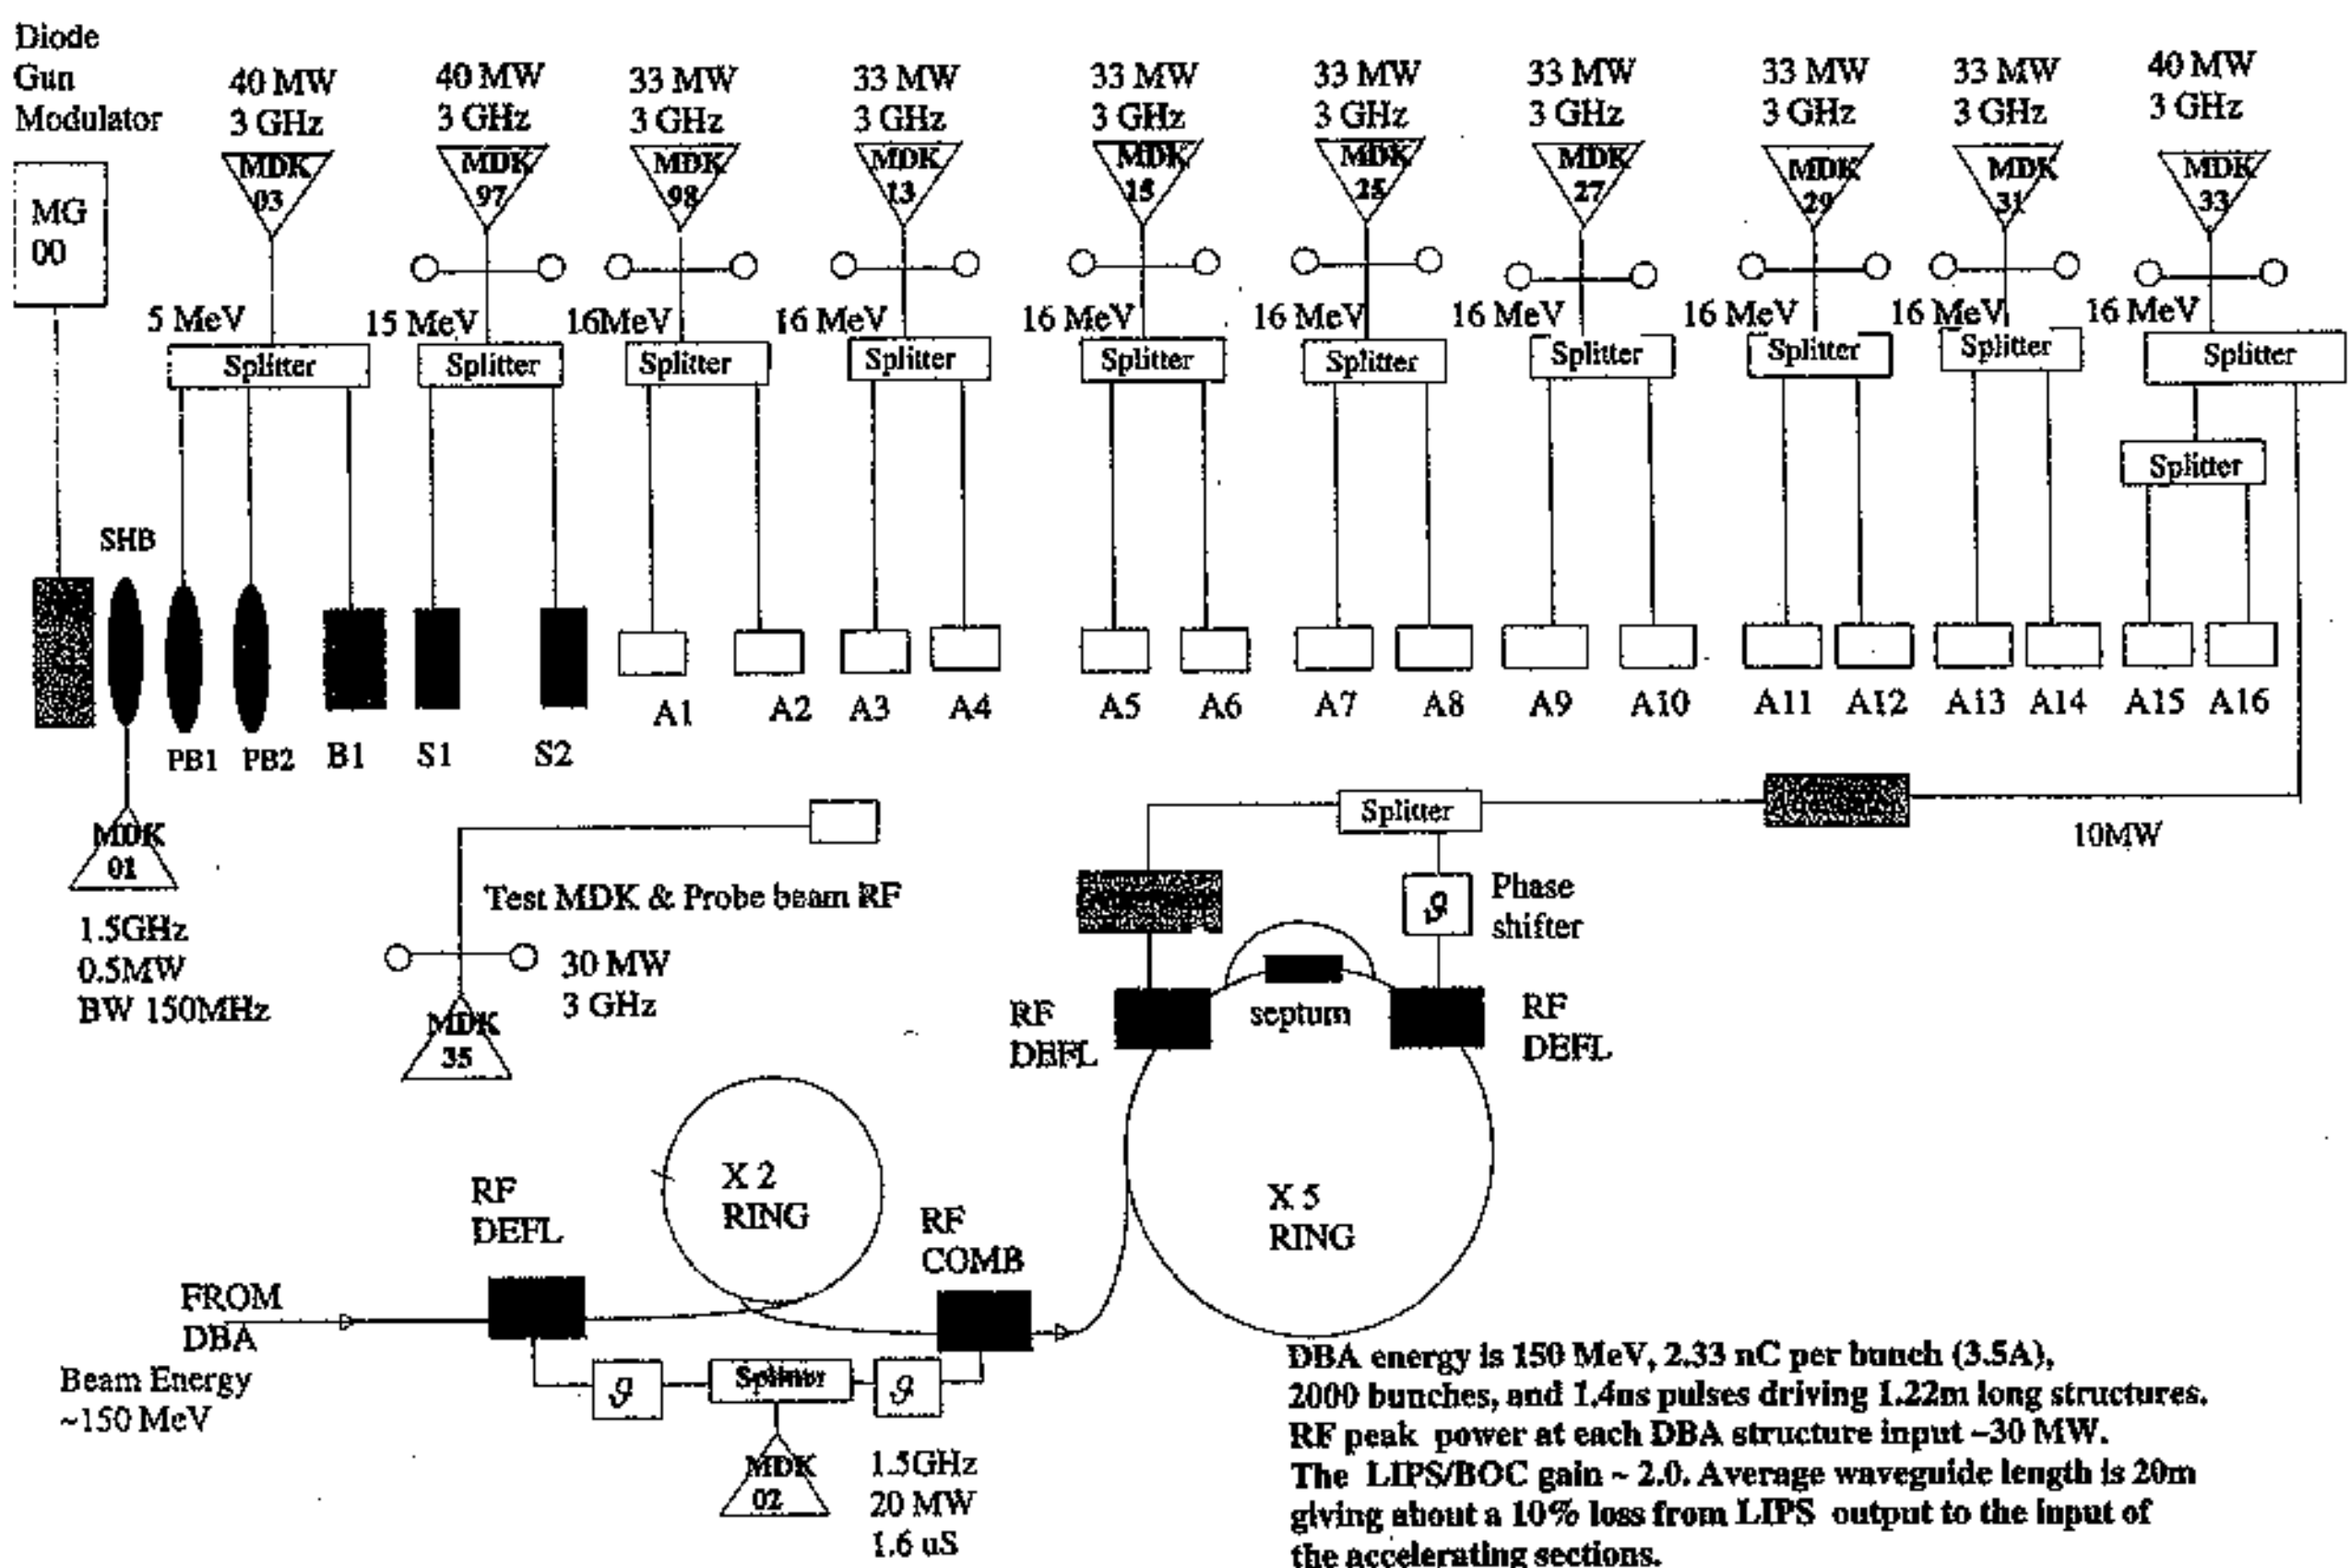 Diode
Gun
Modulator
40 MW
3 GHz
40 MW
3 GHz
33 MW
3 GHz
33 MW
3 GHz
33 MW
3 GHz
33 MW
3 GHz
33 MW
3 GHz
33 MW
3 GHz
33 MW
3 GHz
40 MW
3 GHz
MG
00
MDK
03
MDK
97
MDK
98
MDK
13
MDK
15
MDK
25
MDK
27
MDK
29
MDK
31
MDK
33
5 MeV
15 MeV
16MeV
16 MeV
16 MeV
16 MeV
16 MeV
16 MeV
16 MeV
16 MeV
Splitter
Splitter
Splitter
Splitter
Splitter
Splitter
Splitter
Splitter
Splitter
Splitter
Splitter
SHB
PB1
PB2
B1
S1
S2
A1
A2
A3
A4
A5
A6
A7
A8
A9
A10
A11
A12
A13
A14
A15
A16
MDK
01
1.5GHz
0.5MW
BW 150MHz
Test MDK & Probe beam RF
30 MW
3 GHz
MDK
35
Splitter
10MW
ϑ
Phase
shifter
RF
DEFL
septum
RF
DEFL
X 2
RING
X 5
RING
RF
DEFL
RF
COMB
FROM
DBA
Beam Energy
~150 MeV
ϑ
Splitter
ϑ
MDK
02
1.5GHz
20 MW
1.6 uS
DBA energy is 150 MeV, 2.33 nC per bunch (3.5A),
2000 bunches, and 1.4ns pulses driving 1.22m long structures.
RF peak power at each DBA structure input ~30 MW.
The LIPS/BOC gain ~ 2.0. Average waveguide length is 20m
giving about a 10% loss from LIPS output to the input of
the accelerating sections.